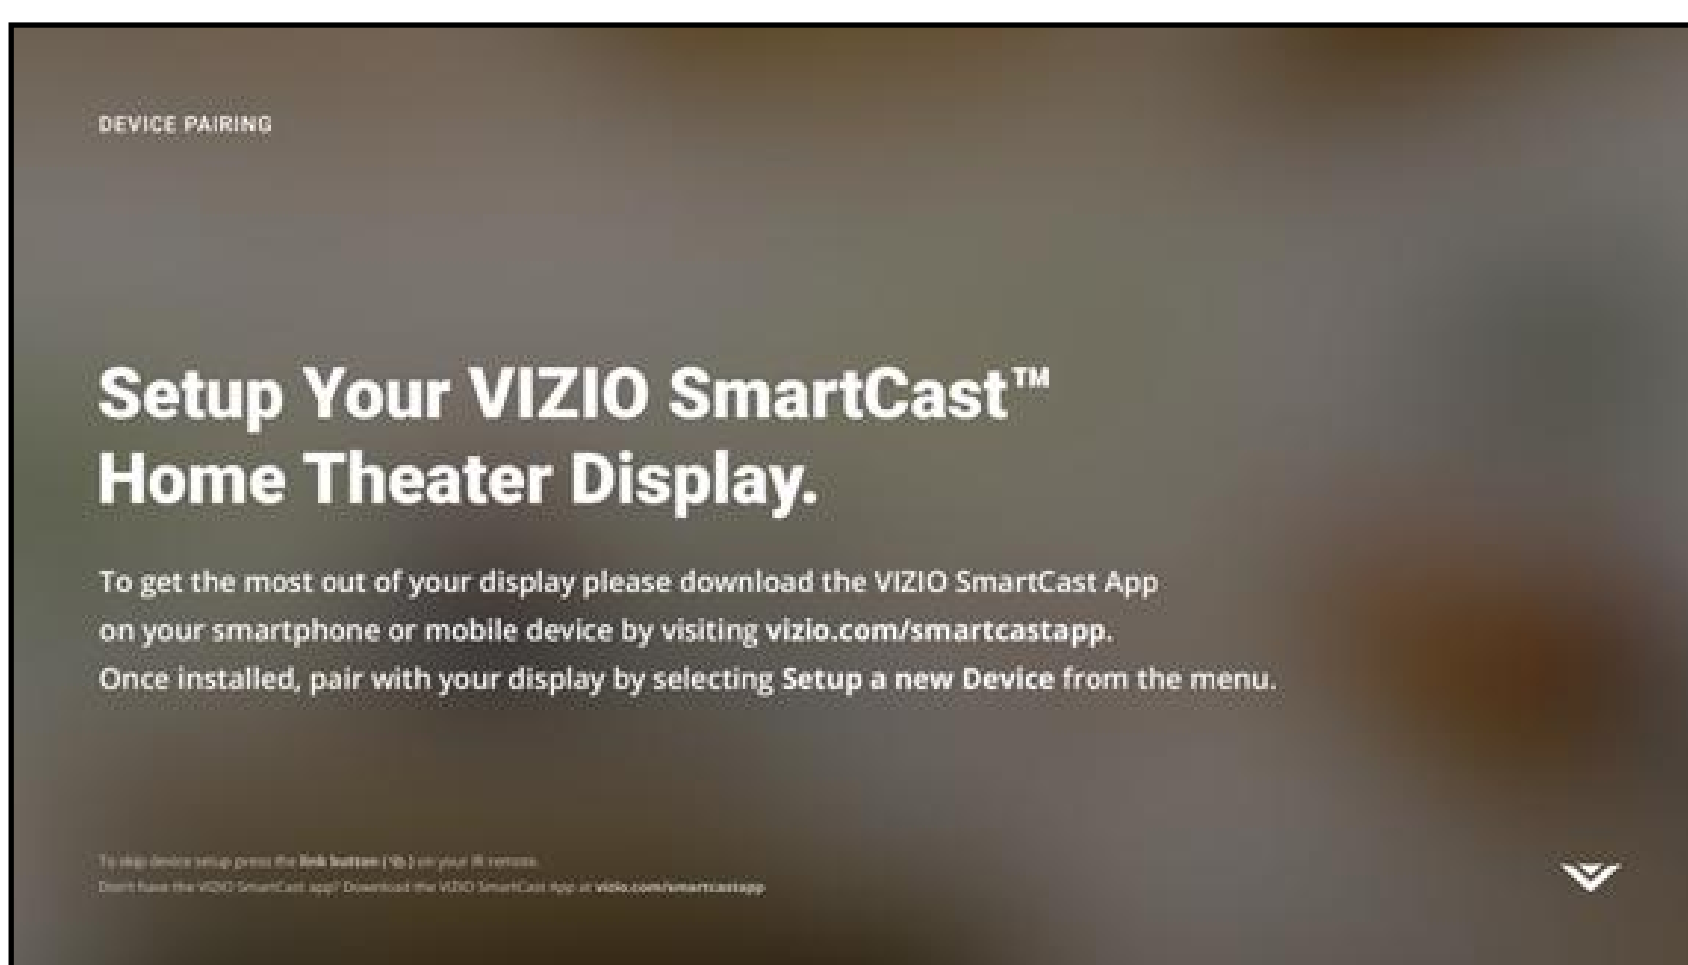 DEVICE PAIRING
Setup Your VIZIO SmartCast™
Home Theater Display.
To get the most out of your display please download the VIZIO SmartCast App
on your smartphone or mobile device by visiting vizio.com/smartcastapp.
Once installed, pair with your display by selecting Setup a new Device from the menu.
To skip device setup press the link button ( ) on your IR remote.
Don't have the VIZIO SmartCast app? Download the VIZIO SmartCast App at vizio.com/smartcastapp